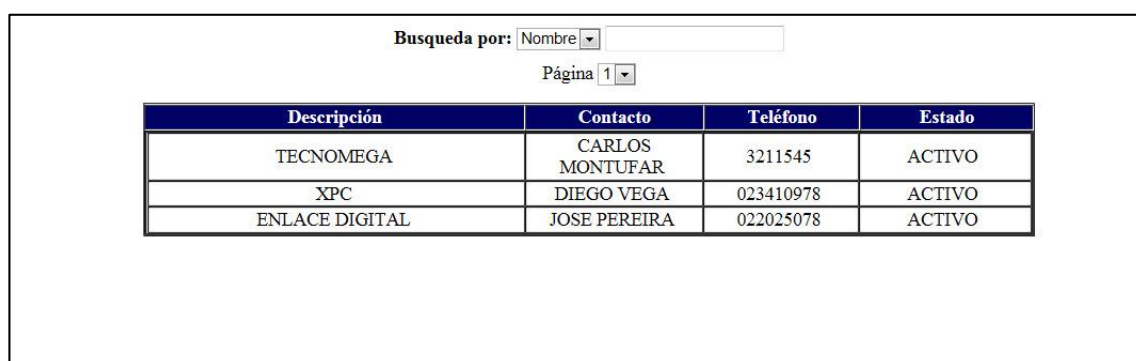 Busqueda por: Nombre
Página 1
Descripción Contacto Teléfono Estado
TECNOMEGA CARLOS MONTUFAR 3211545 ACTIVO
XPC DIEGO VEGA 023410978 ACTIVO
ENLACE DIGITAL JOSE PEREIRA 022025078 ACTIVO